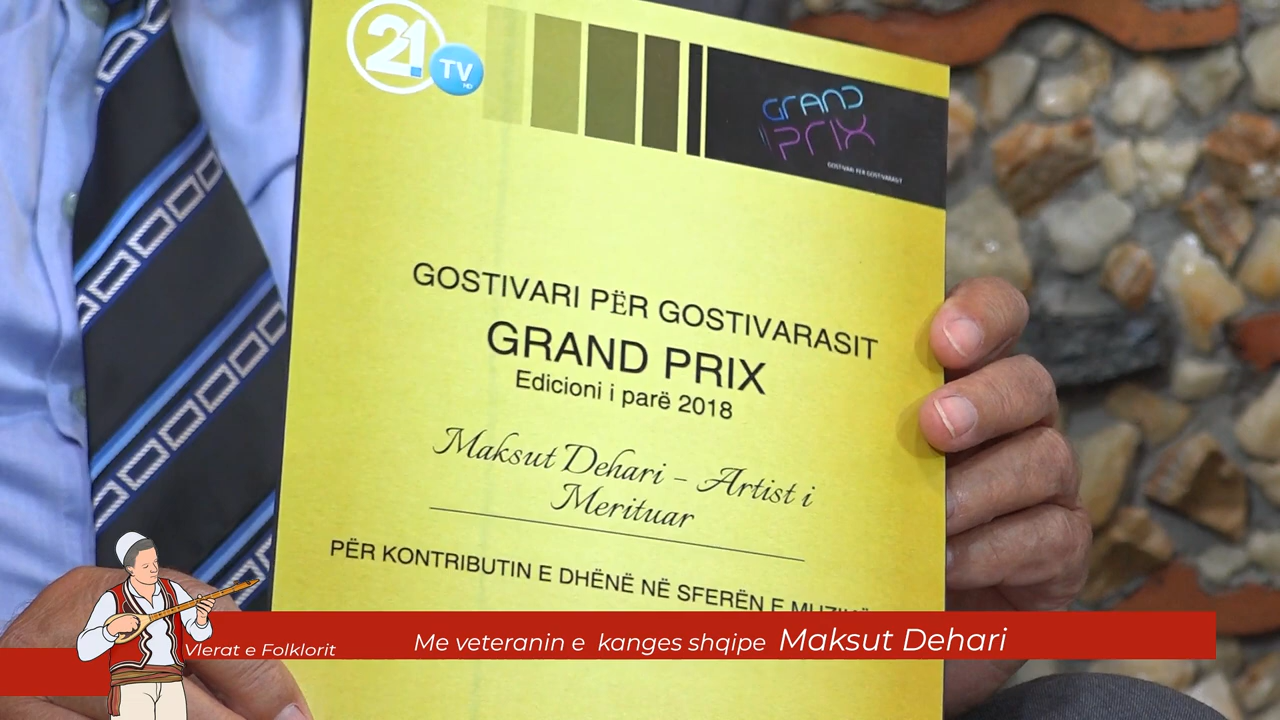 21
TV
HD
GRAND
PRIX
GOSTIVARI PËR GOSTIVARASIT
GOSTIVARI PËR GOSTIVARASIT
GRAND PRIX
Edicioni i parë 2018
Maksut Dehari - Artist i
Merituar
PËR KONTRIBUTIN E DHËNË NË SFERËN E
Vlerat e Folklorit
Me veteranin e kanges shqipe Maksut Dehari